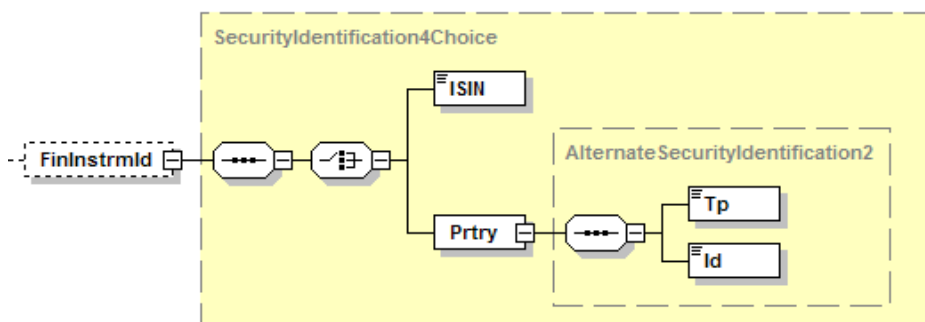 SecurityIdentification4Choice
ISIN
FinInstrmId
AlternateSecurityIdentification2
Tp
Prtry
Id